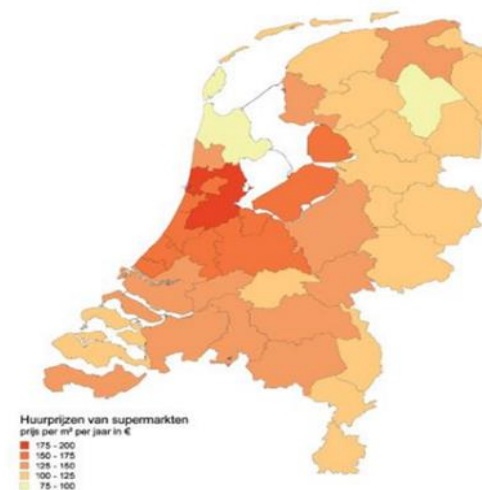 Huurprijzen van supermarkten
prijs per m² per jaar in €
175 - 200
150 - 175
125 - 150
100 - 125
75 - 100